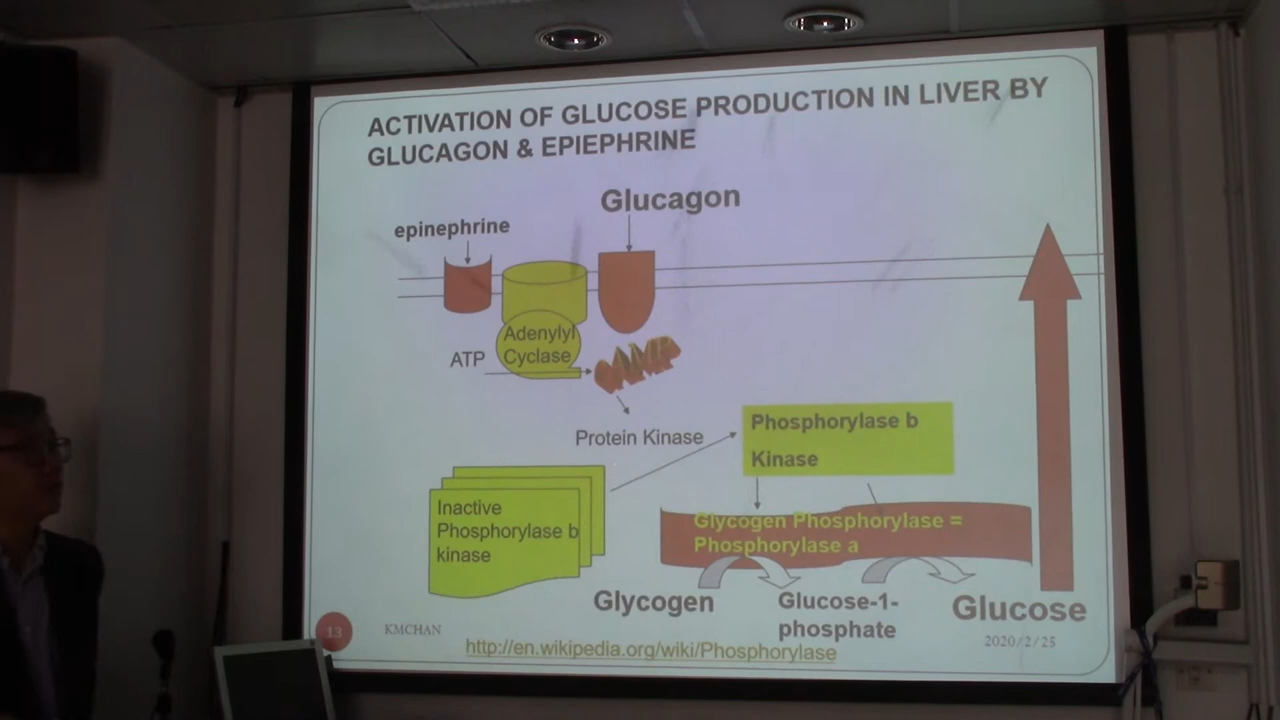 ACTIVATION OF GLUCOSE PRODUCTION IN LIVER BY
GLUCAGON & EPIEPHRINE
Glucagon
epinephrine
Adenylyl
Cyclase
ATP
cAMP
Protein Kinase
Phosphorylase b
Kinase
Inactive
Phosphorylase b
kinase
Glycogen Phosphorylase =
Phosphorylase a
Glycogen
Glucose-1-
phosphate
Glucose
13
KMCHAN
http://en.wikipedia.org/wiki/Phosphorylase
2020/2/25